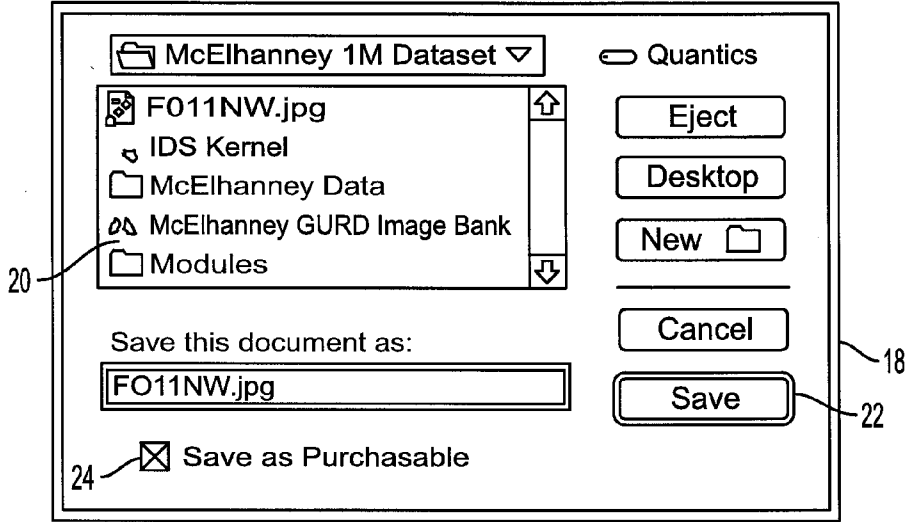 McElhanney 1M Dataset
Quantics
F011NW.jpg
IDS Kernel
McElhanney Data
McElhanney GURD Image Bank
Modules
Eject
Desktop
New
Cancel
Save
Save this document as:
FO11NW.jpg
Save as Purchasable
20
18
22
24